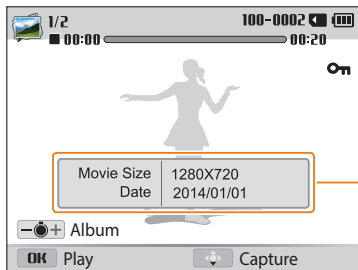 1/2 100-0002
00:00 00:20
Movie Size 1280X720
Date 2014/01/01
Album
OK Play Capture